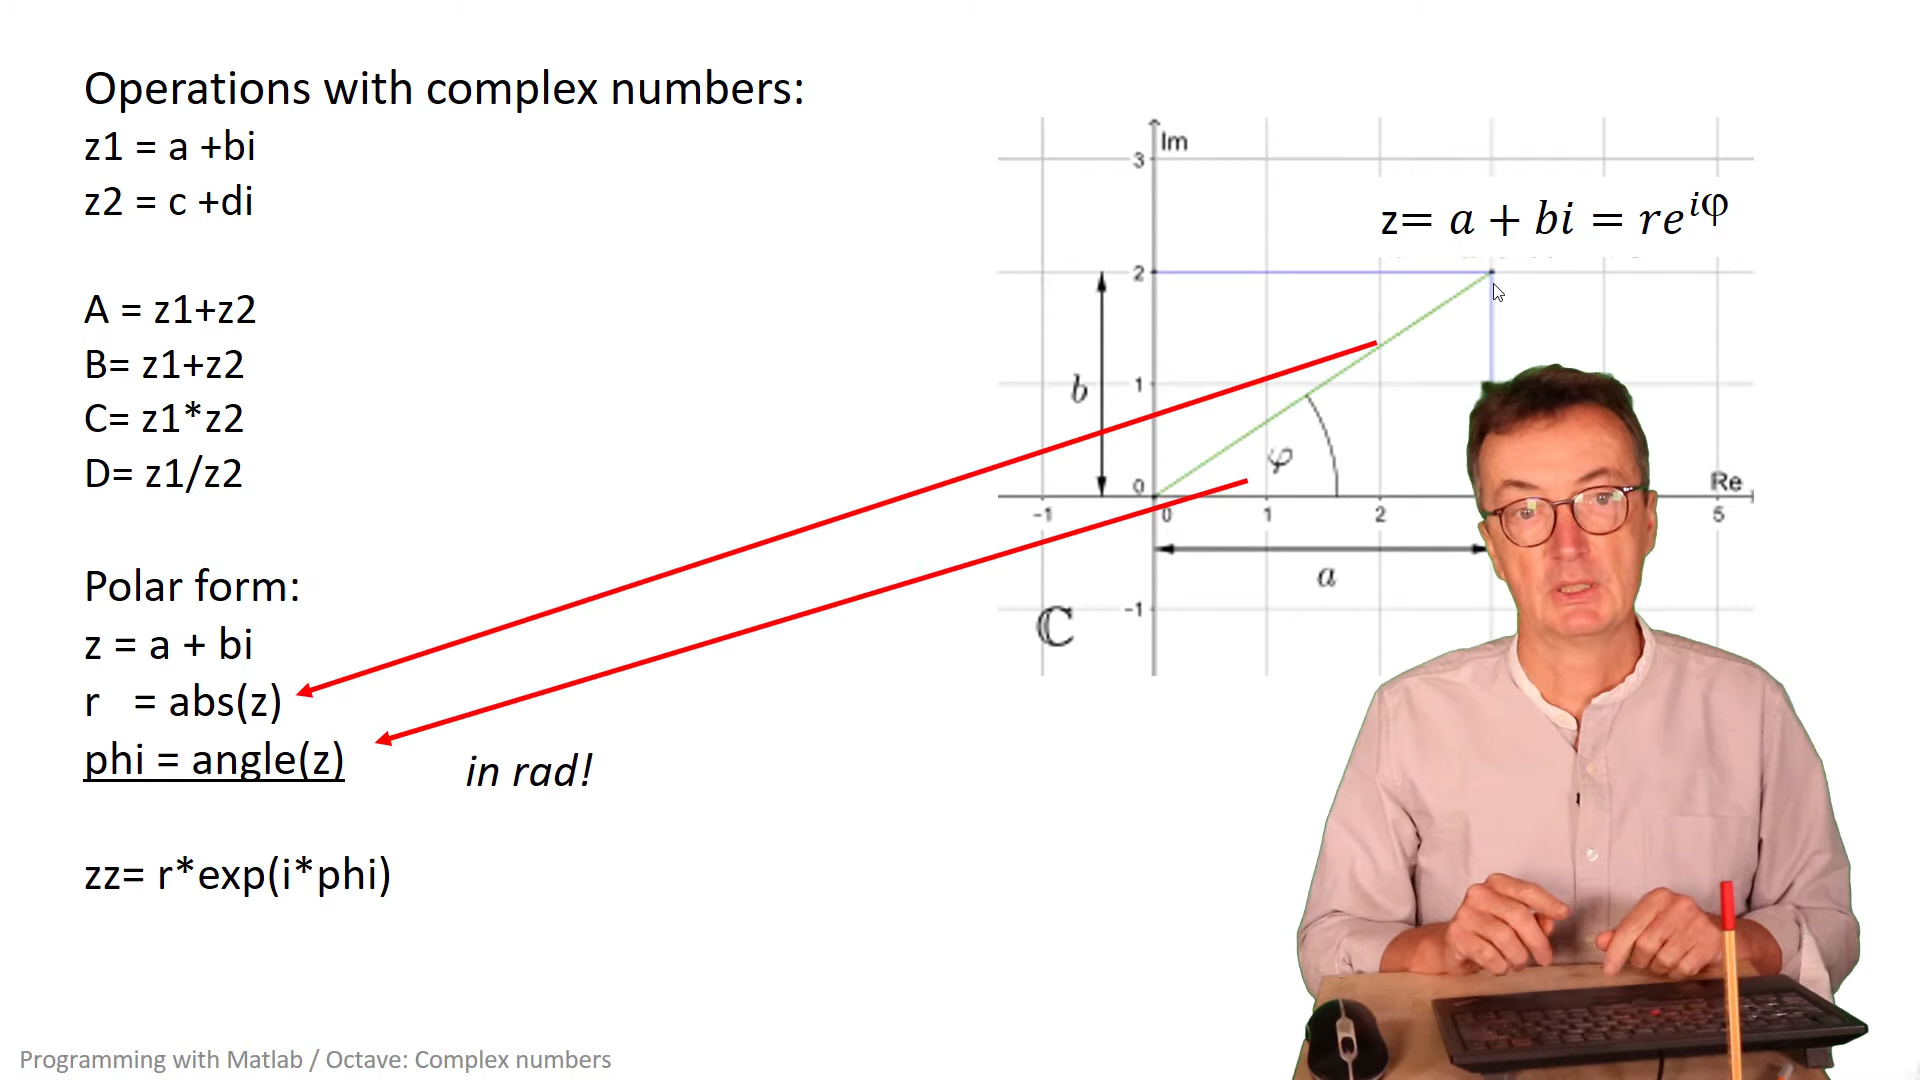 Operations with complex numbers:
z1 = a +bi
z2 = c +di
A = z1+z2
B= z1+z2
C= z1*z2
D= z1/z2
Polar form:
z = a + bi
r = abs(z)
phi = angle(z)
in rad!
zz= r*exp(i*phi)
Im
3
z= a + bi = re^{iφ}
2
b
1
φ
0
Re
-1 0 1 2 5
a
-1
ℂ
Programming with Matlab / Octave: Complex numbers